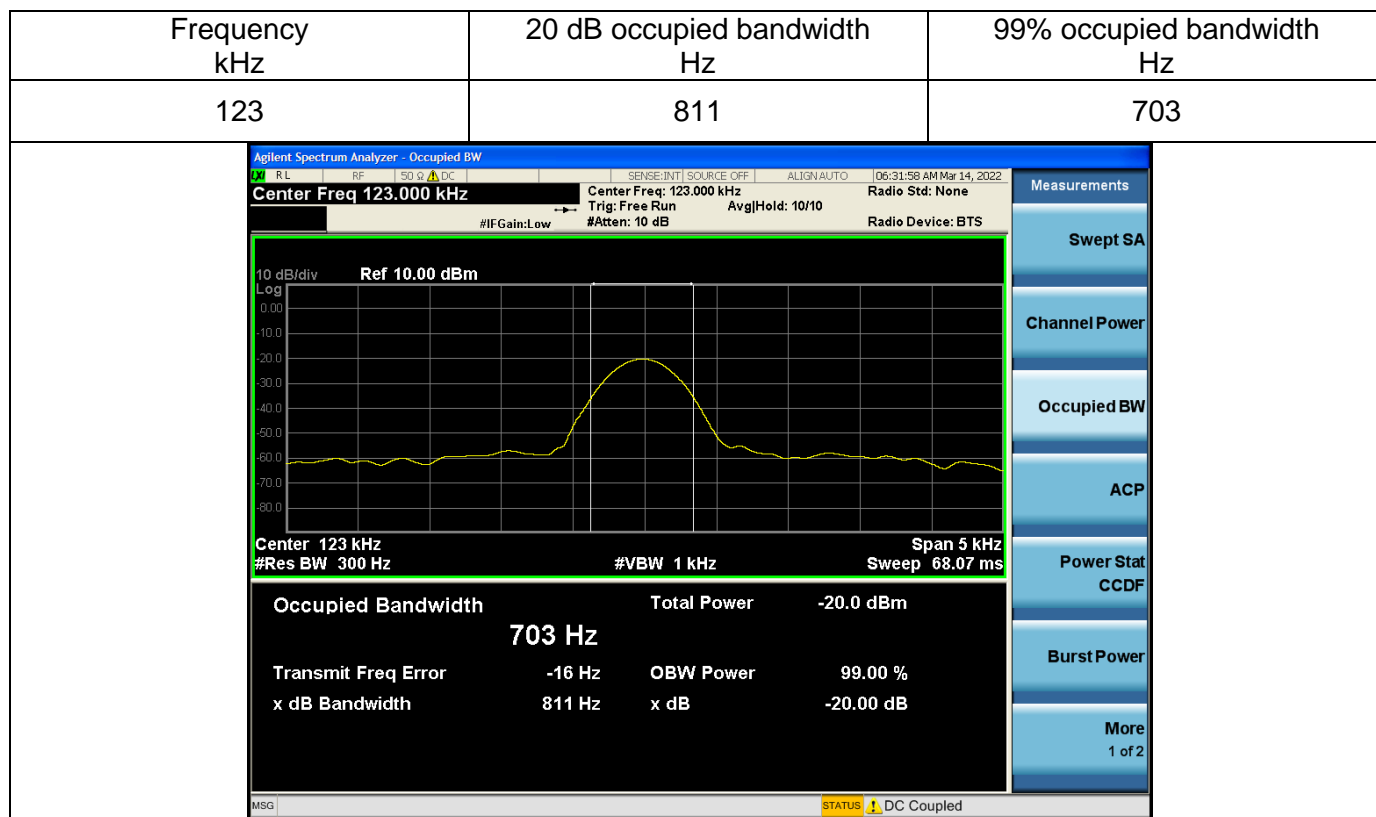 Frequency 20 dB occupied bandwidth 99% occupied bandwidth
kHz Hz Hz
123 811 703
Agilent Spectrum Analyzer - Occupied BW
LXI RL RF 50 Ω DC SENSE:INT SOURCE OFF ALIGN AUTO 06:31:58 AM Mar 14, 2022
Center Freq 123.000 kHz Center Freq: 123.000 kHz Radio Std: None
Trig: Free Run Avg|Hold: 10/10
#IFGain:Low #Atten: 10 dB Radio Device: BTS
10 dB/div Ref 10.00 dBm
Log
0.00
-10.0
-20.0
-30.0
-40.0
-50.0
-60.0
-70.0
-80.0
Center 123 kHz Span 5 kHz
#Res BW 300 Hz #VBW 1 kHz Sweep 68.07 ms
Occupied Bandwidth Total Power -20.0 dBm
703 Hz
Transmit Freq Error -16 Hz OBW Power 99.00 %
x dB Bandwidth 811 Hz x dB -20.00 dB
Measurements
Swept SA
Channel Power
Occupied BW
ACP
Power Stat
CCDF
Burst Power
More
1 of 2
MSG STATUS DC Coupled